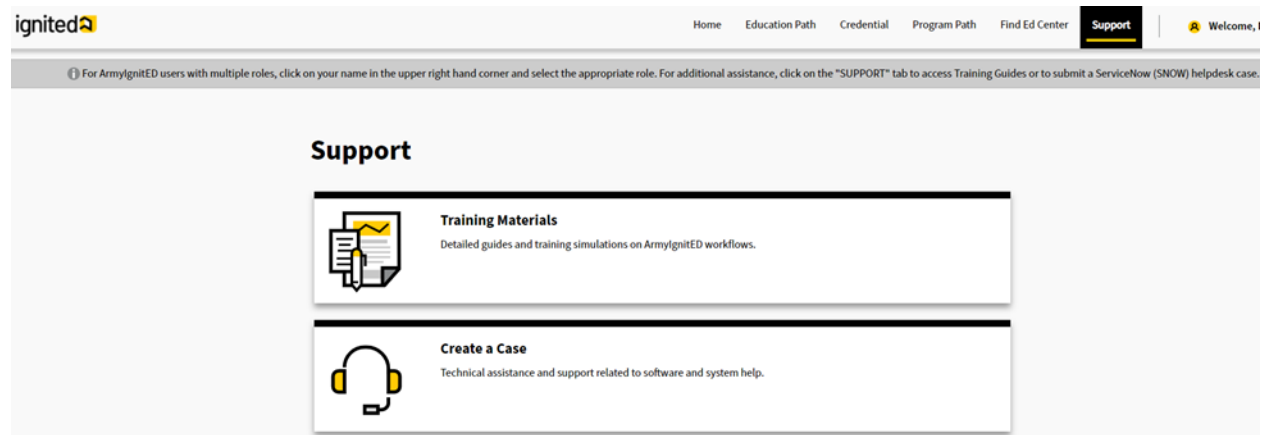 ignited
Home Education Path Credential Program Path Find Ed Center Support Welcome,
For ArmyIgnitED users with multiple roles, click on your name in the upper right hand corner and select the appropriate role. For additional assistance, click on the "SUPPORT" tab to access Training Guides or to submit a ServiceNow (SNOW) helpdesk case.
Support
Training Materials
Detailed guides and training simulations on ArmyIgnitED workflows.
Create a Case
Technical assistance and support related to software and system help.